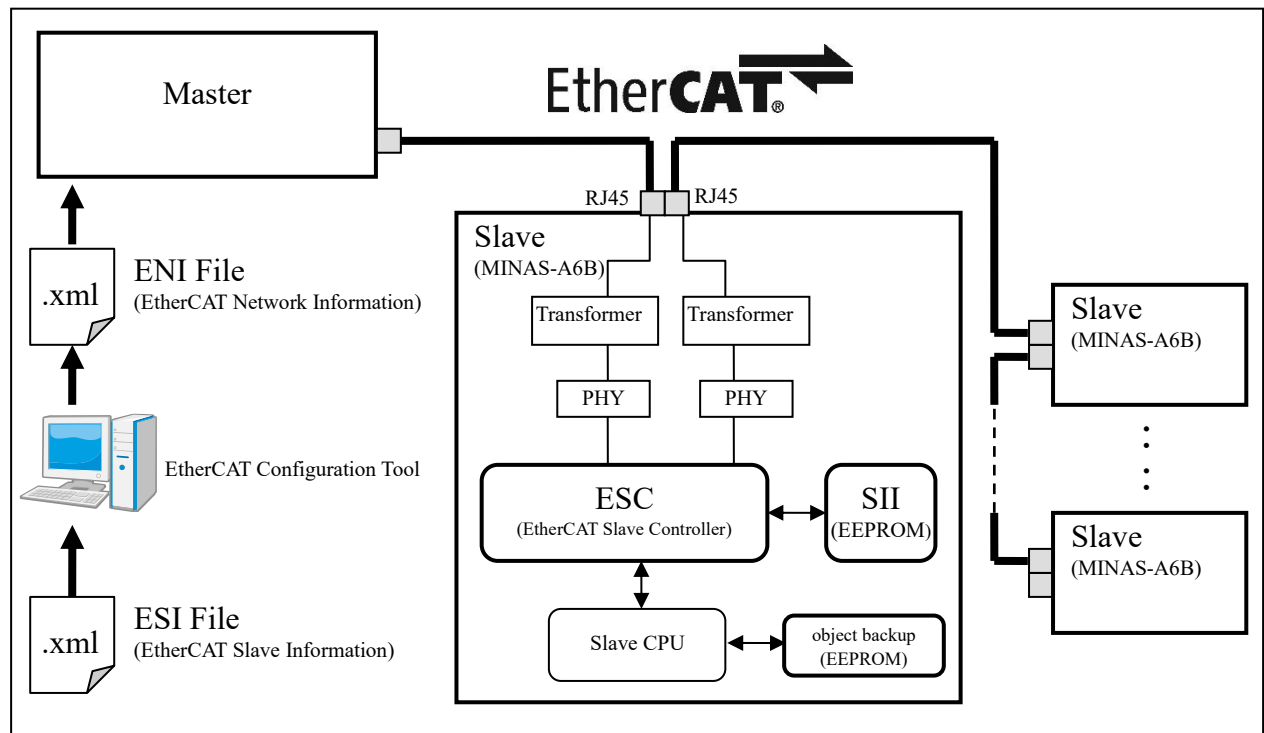 Master
EtherCAT®
RJ45
RJ45
ENI File
(EtherCAT Network Information)
.xml
EtherCAT Configuration Tool
ESI File
(EtherCAT Slave Information)
.xml
Slave
(MINAS-A6B)
Transformer
Transformer
PHY
PHY
ESC
(EtherCAT Slave Controller)
SII
(EEPROM)
Slave CPU
object backup
(EEPROM)
Slave
(MINAS-A6B)
Slave
(MINAS-A6B)